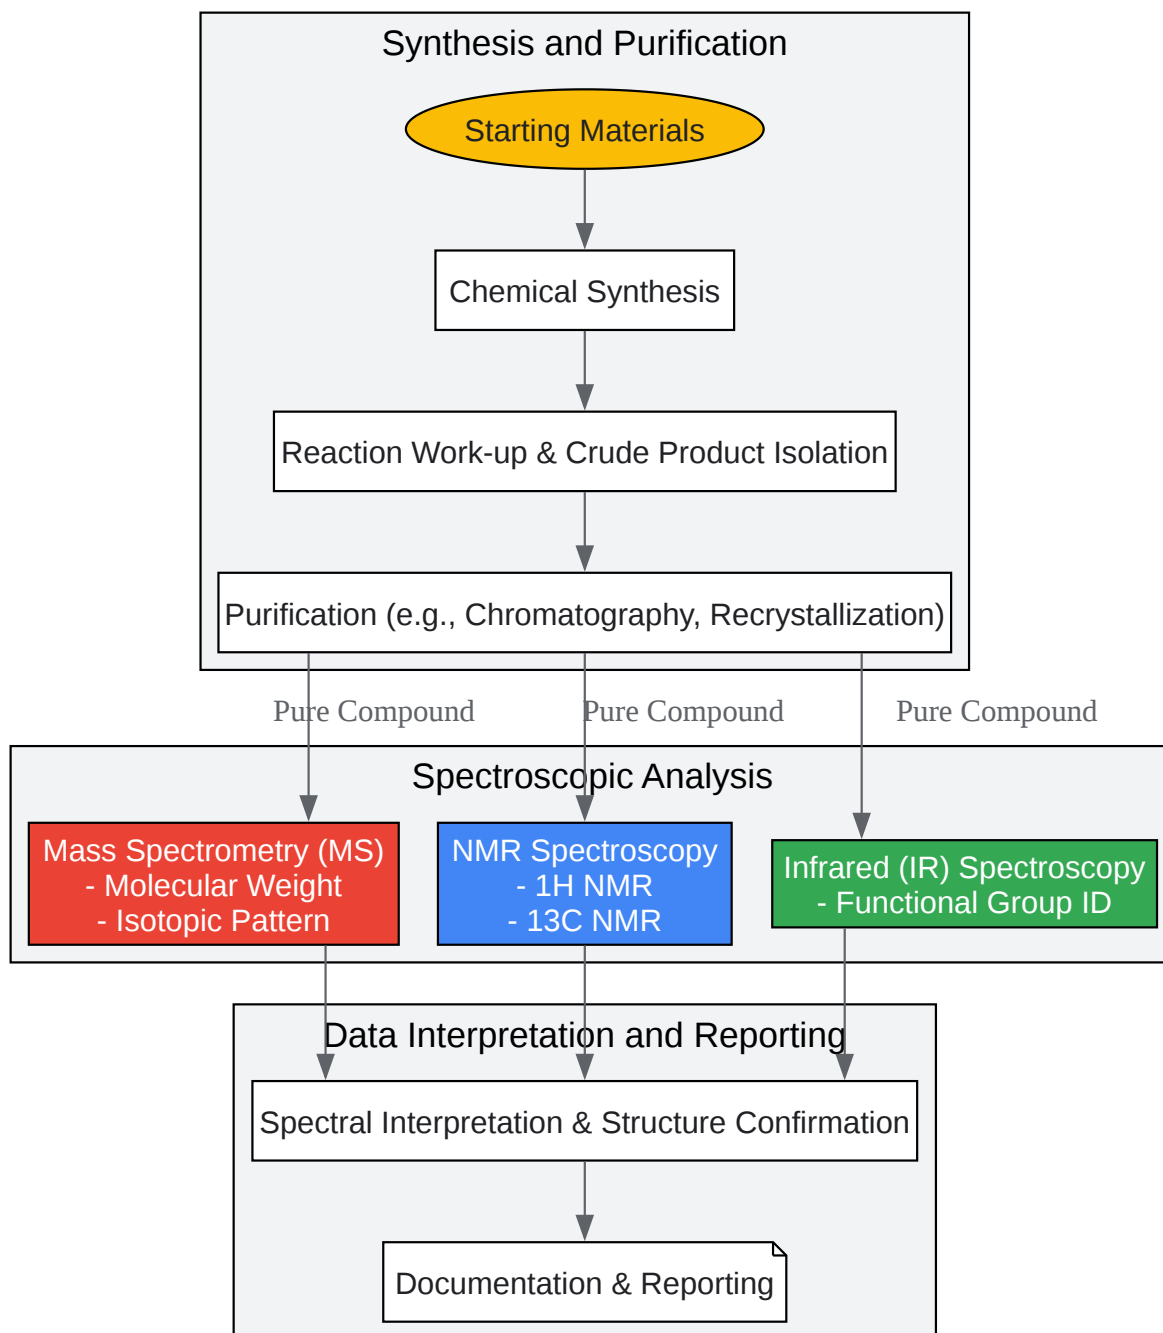 Synthesis and Purification
Starting Materials
Chemical Synthesis
Reaction Work-up & Crude Product Isolation
Purification (e.g., Chromatography, Recrystallization)
Pure Compound
Pure Compound
Pure Compound
Spectroscopic Analysis
Mass Spectrometry (MS)
- Molecular Weight
- Isotopic Pattern
NMR Spectroscopy
- 1H NMR
- 13C NMR
Infrared (IR) Spectroscopy
- Functional Group ID
Data Interpretation and Reporting
Spectral Interpretation & Structure Confirmation
Documentation & Reporting